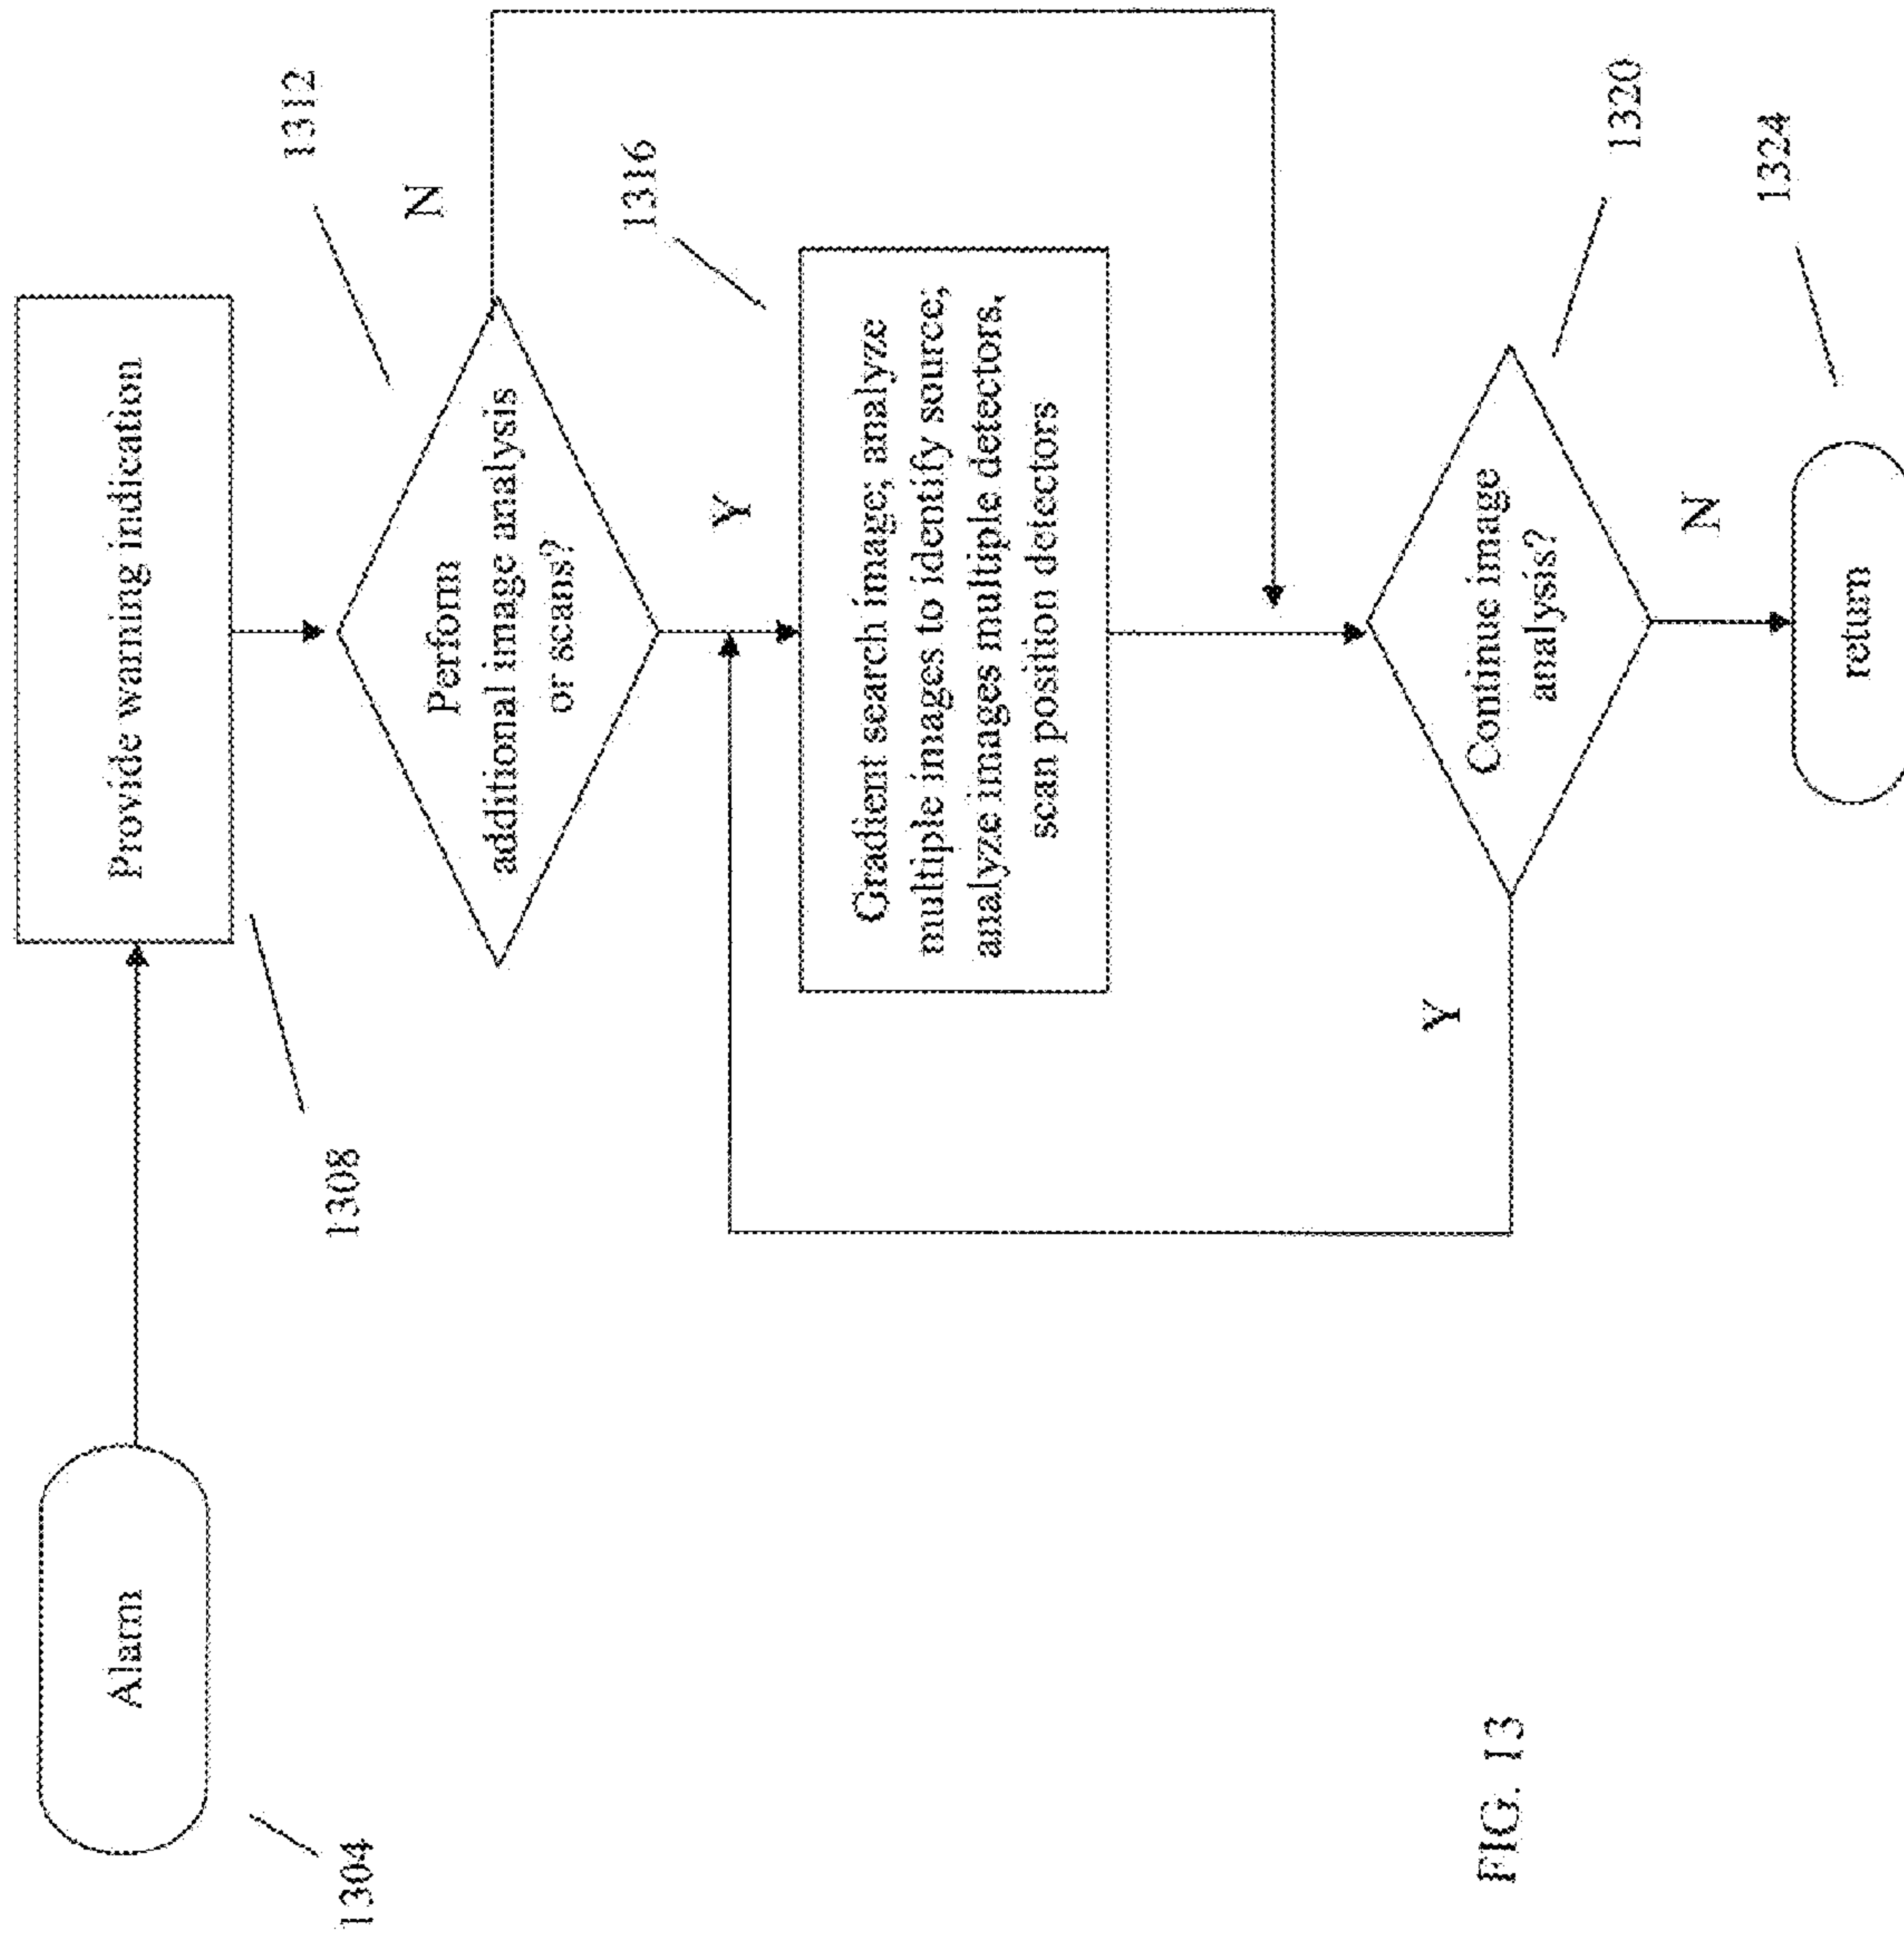 Alarm
1304
Provide warning indication
1308
Perform
additional image analysis
or scans?
1312
N
Y
Gradient search image; analyze
multiple images to identify source;
analyze images multiple detectors,
scan position detectors
1316
Continue image
analysis?
1320
Y
N
return
1324
FIG. 13